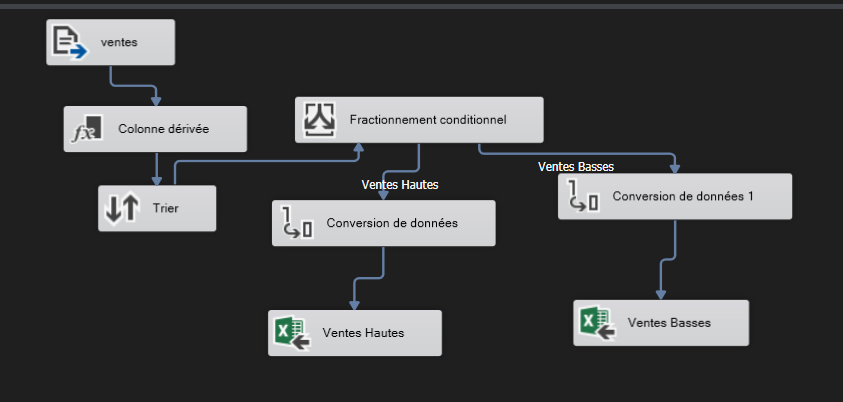 ventes
Colonne dérivée
Trier
Fractionnement conditionnel
Ventes Hautes
Ventes Basses
Conversion de données
Conversion de données 1
Ventes Hautes
Ventes Basses